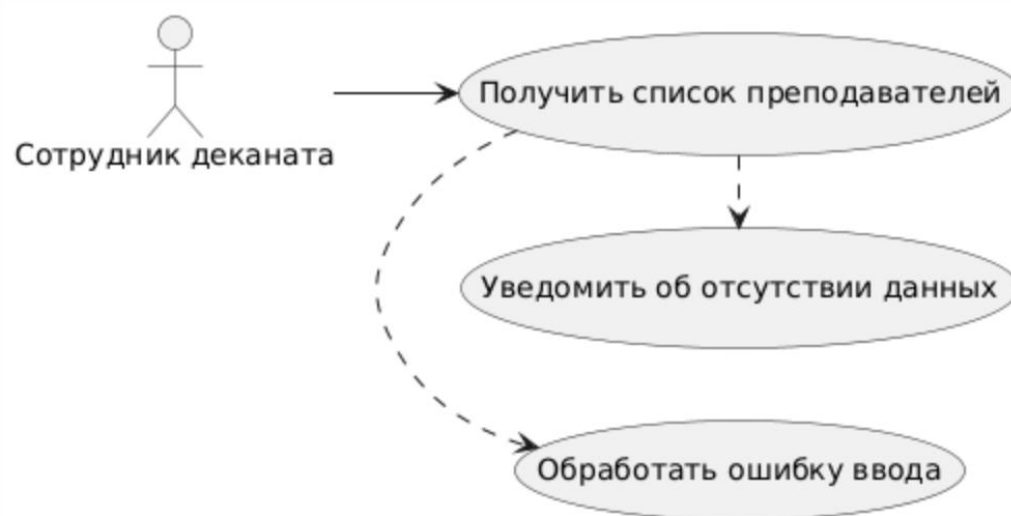 Получить список преподавателей
Сотрудник деканата
Уведомить об отсутствии данных
Обработать ошибку ввода